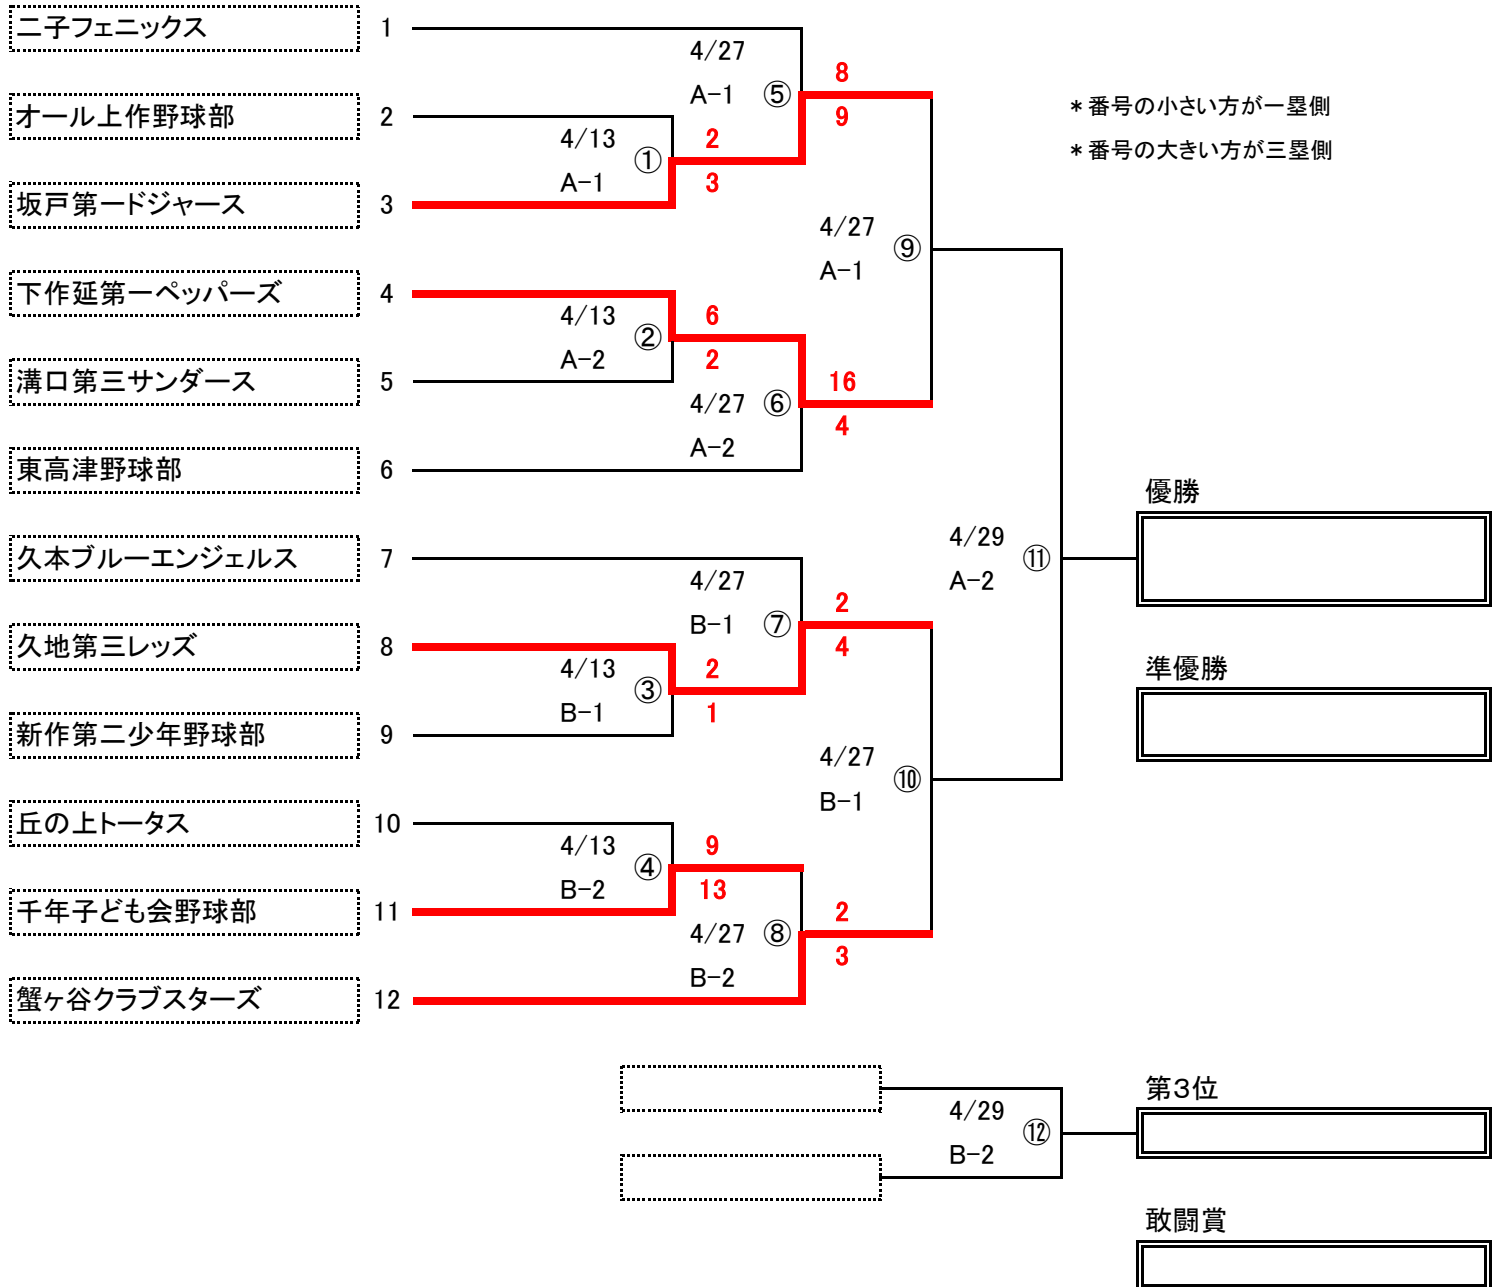 二子フェニックス 1
4/27
8
A-1 ⑤
9
*番号の小さい方が一塁側
オール上作野球部 2
4/13
2
*番号の大きい方が三塁側
①
A-1
3
坂戸第一ドジャース 3
4/27
⑨
A-1
下作延第一ペッパーズ 4
4/13
6
②
A-2
2
溝口第三サンダース 5
16
4/27 ⑥
4
A-2
東高津野球部 6
優勝
4/29
⑪
A-2
久本ブルーエンジェルス 7
4/27
2
B-1 ⑦
4
久地第三レッズ 8
4/13
2
③
B-1
1
準優勝
新作第二少年野球部 9
4/27
⑩
B-1
丘の上トータス 10
4/13
9
④
B-2
13
千年子ども会野球部 11
2
4/27 ⑧
3
B-2
蟹ヶ谷クラブスターズ 12
第3位
4/29
⑫
B-2
敢闘賞